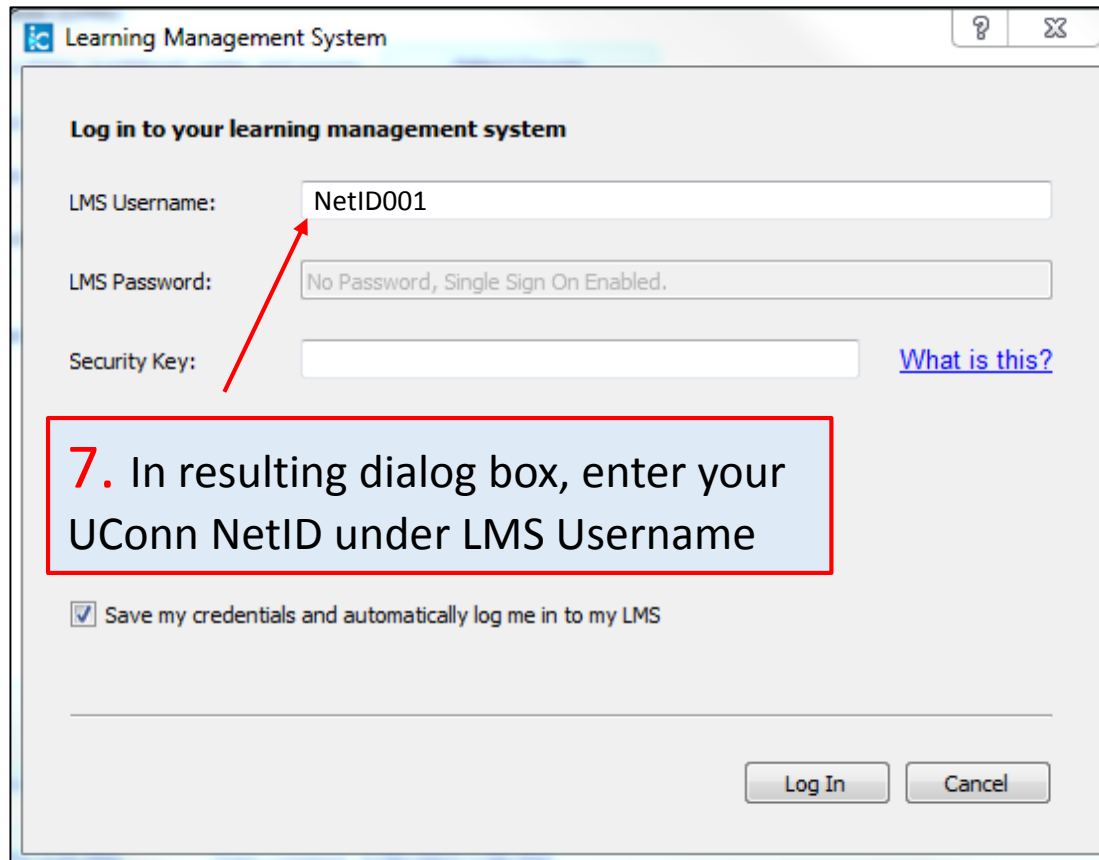 ic Learning Management System
Log in to your learning management system
LMS Username: NetID001
LMS Password: No Password, Single Sign On Enabled.
Security Key: What is this?
7. In resulting dialog box, enter your
UConn NetID under LMS Username
Save my credentials and automatically log me in to my LMS
Log In Cancel